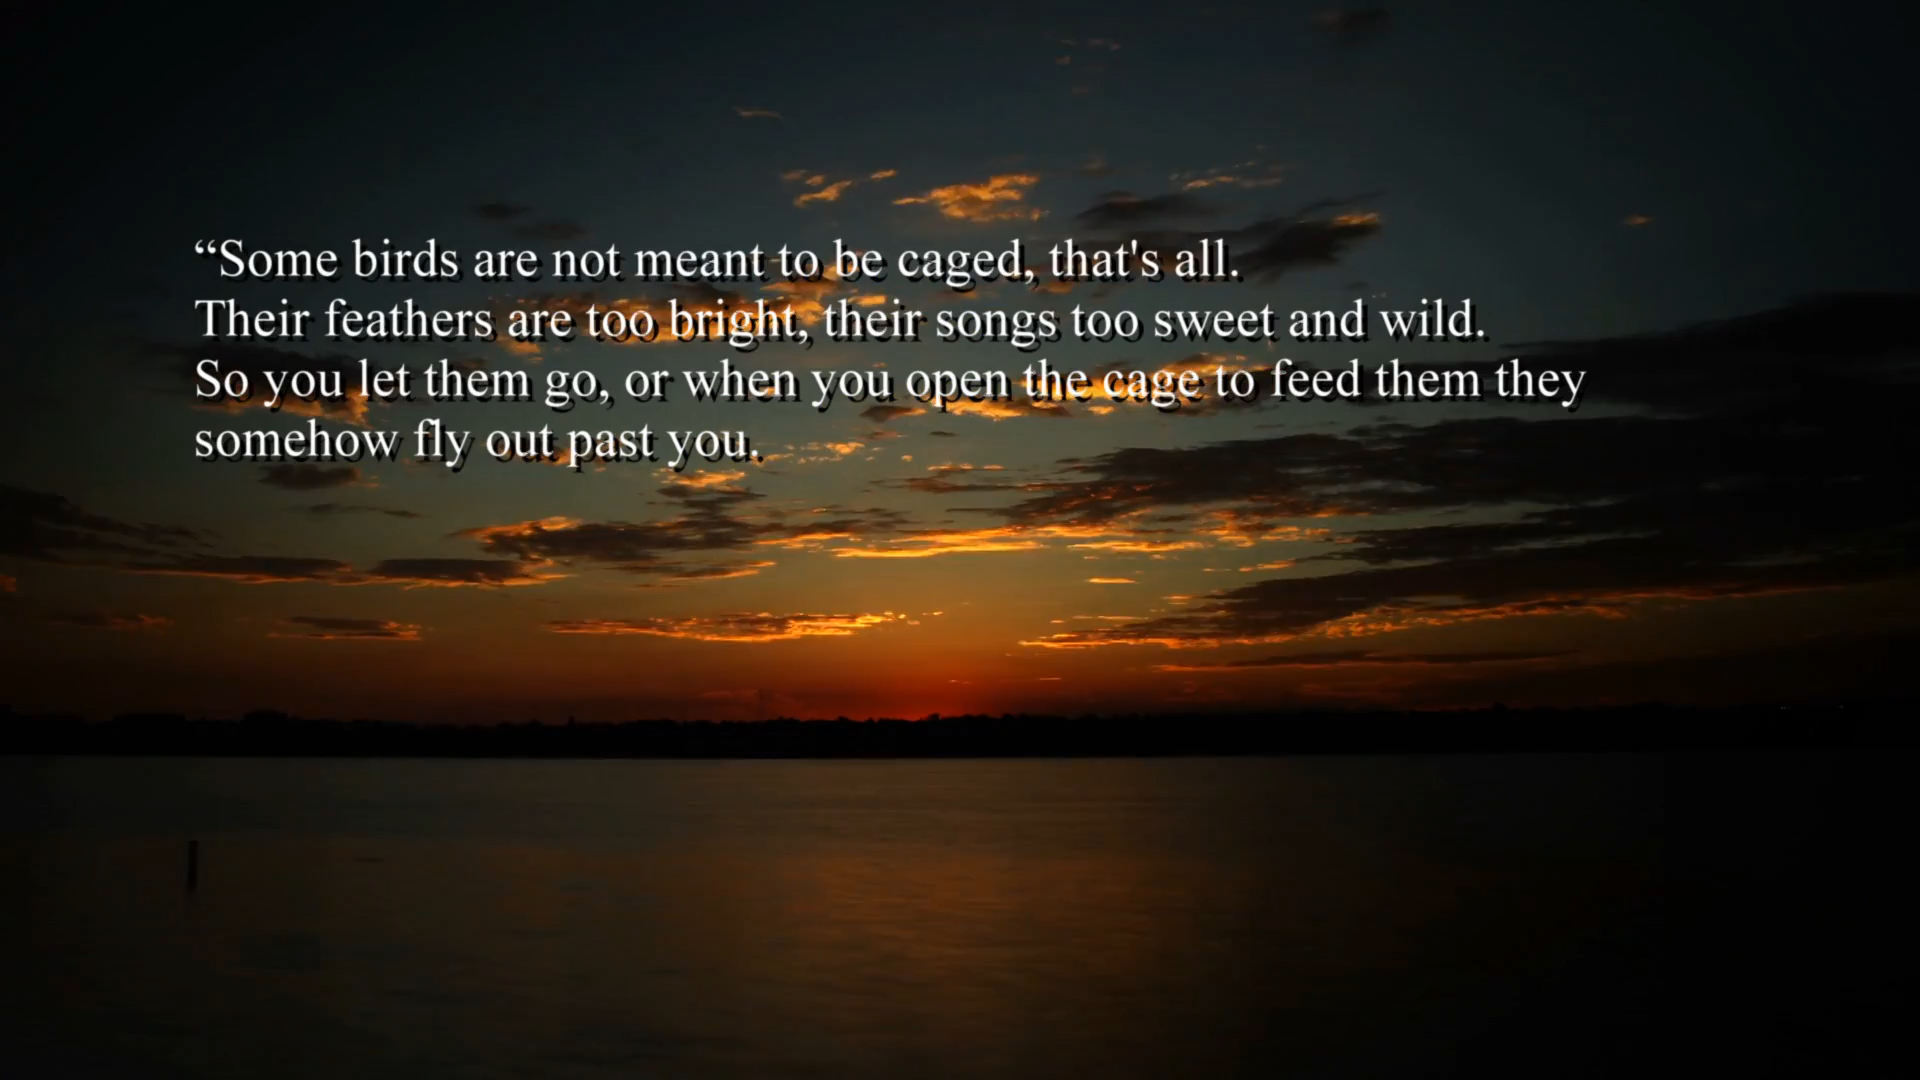 “Some birds are not meant to be caged, that's all.
Their feathers are too bright, their songs too sweet and wild.
So you let them go, or when you open the cage to feed them they
somehow fly out past you.